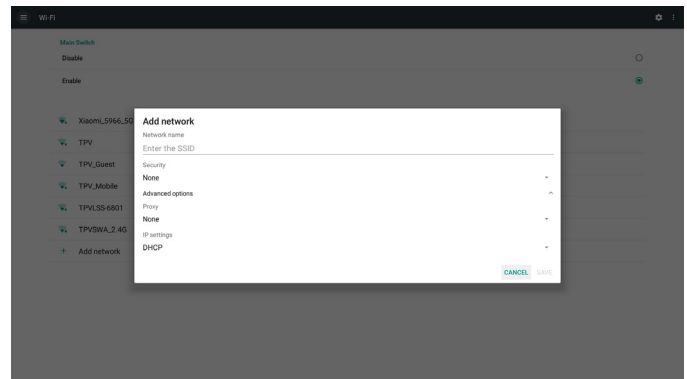 Wi-Fi
Main Switch
Disable
Enable
Xiaomi_5966_5G
TPV
TPV_Guest
TPV_Mobile
TPVLSS-6801
TPVSWA_2.4G
Add network
Add network
Network name
Enter the SSID
Security
None
Advanced options
Proxy
None
IP settings
DHCP
CANCEL SAVE